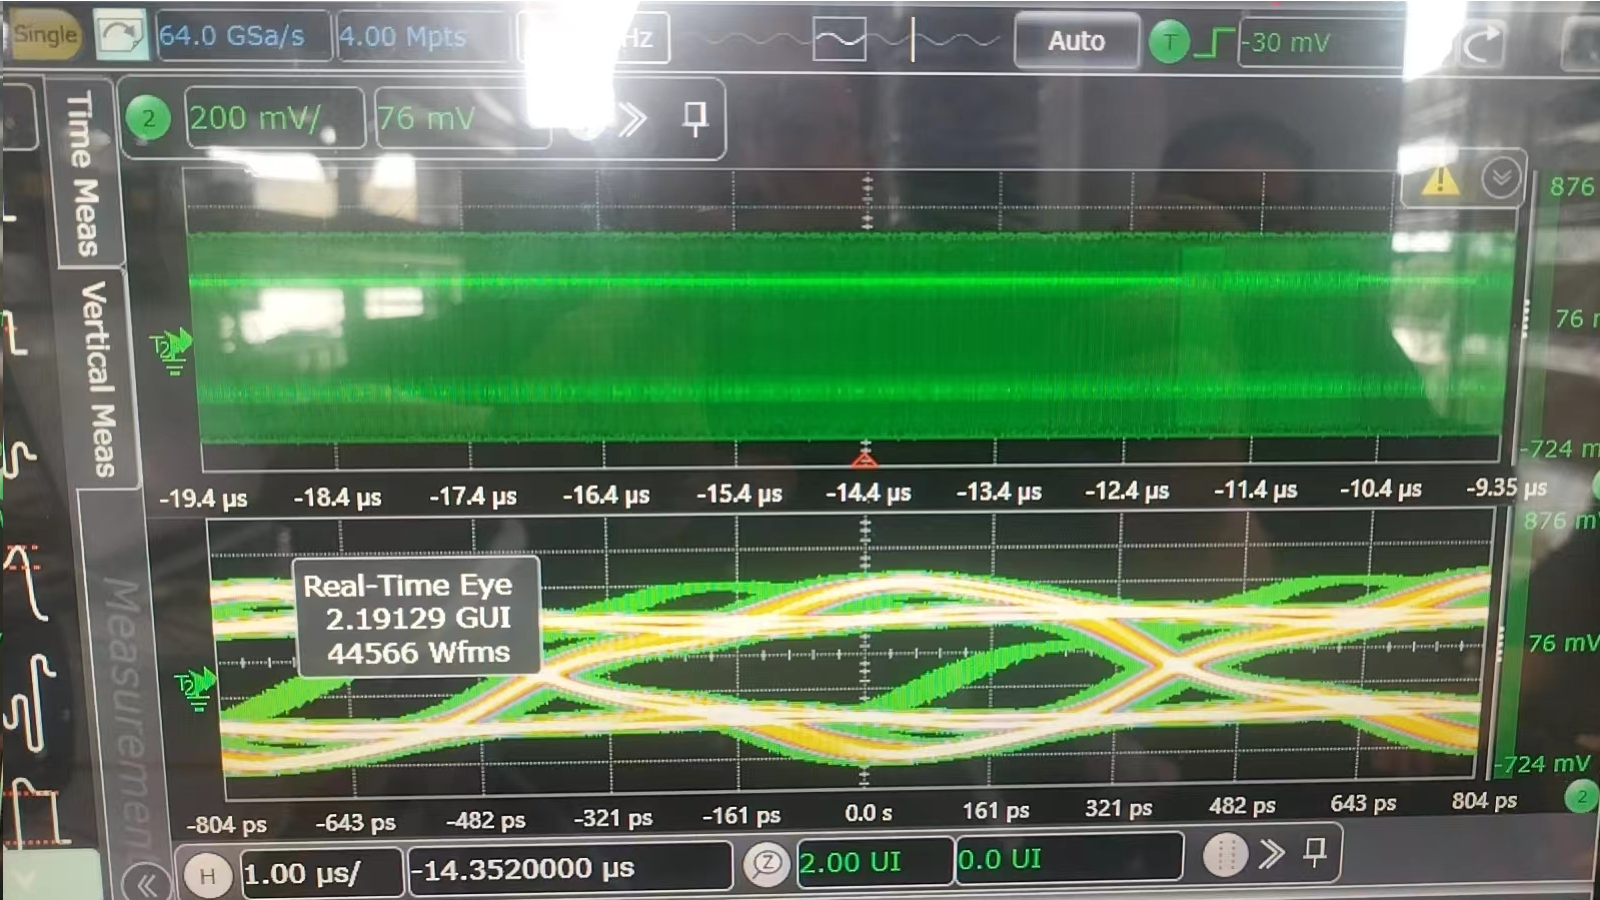 Single
64.0 GSa/s
4.00 Mpts
Hz
Auto
T
-30 mV
2
200 mV/
76 mV
Time Meas
Vertical Meas
Measuremen
876
76 m
-724 m
T2
-19.4 µs
-18.4 µs
-17.4 µs
-16.4 µs
-15.4 µs
-14.4 µs
-13.4 µs
-12.4 µs
-11.4 µs
-10.4 µs
-9.35 µs
876 m
Real-Time Eye
2.19129 GUI
44566 Wfms
76 mV
T2
-724 mV
2
-804 ps
-643 ps
-482 ps
-321 ps
-161 ps
0.0 s
161 ps
321 ps
482 ps
643 ps
804 ps
H
1.00 µs/
-14.3520000 µs
Z
2.00 UI
0.0 UI